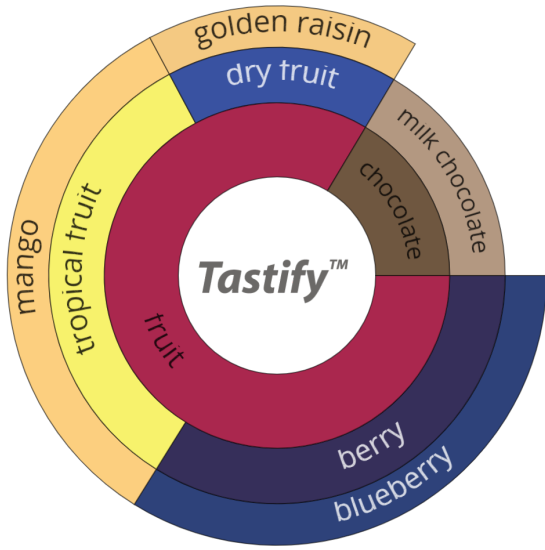 golden raisin
dry fruit
milk chocolate
chocolate
mango
tropical fruit
Tastify™
fruit
berry
blueberry